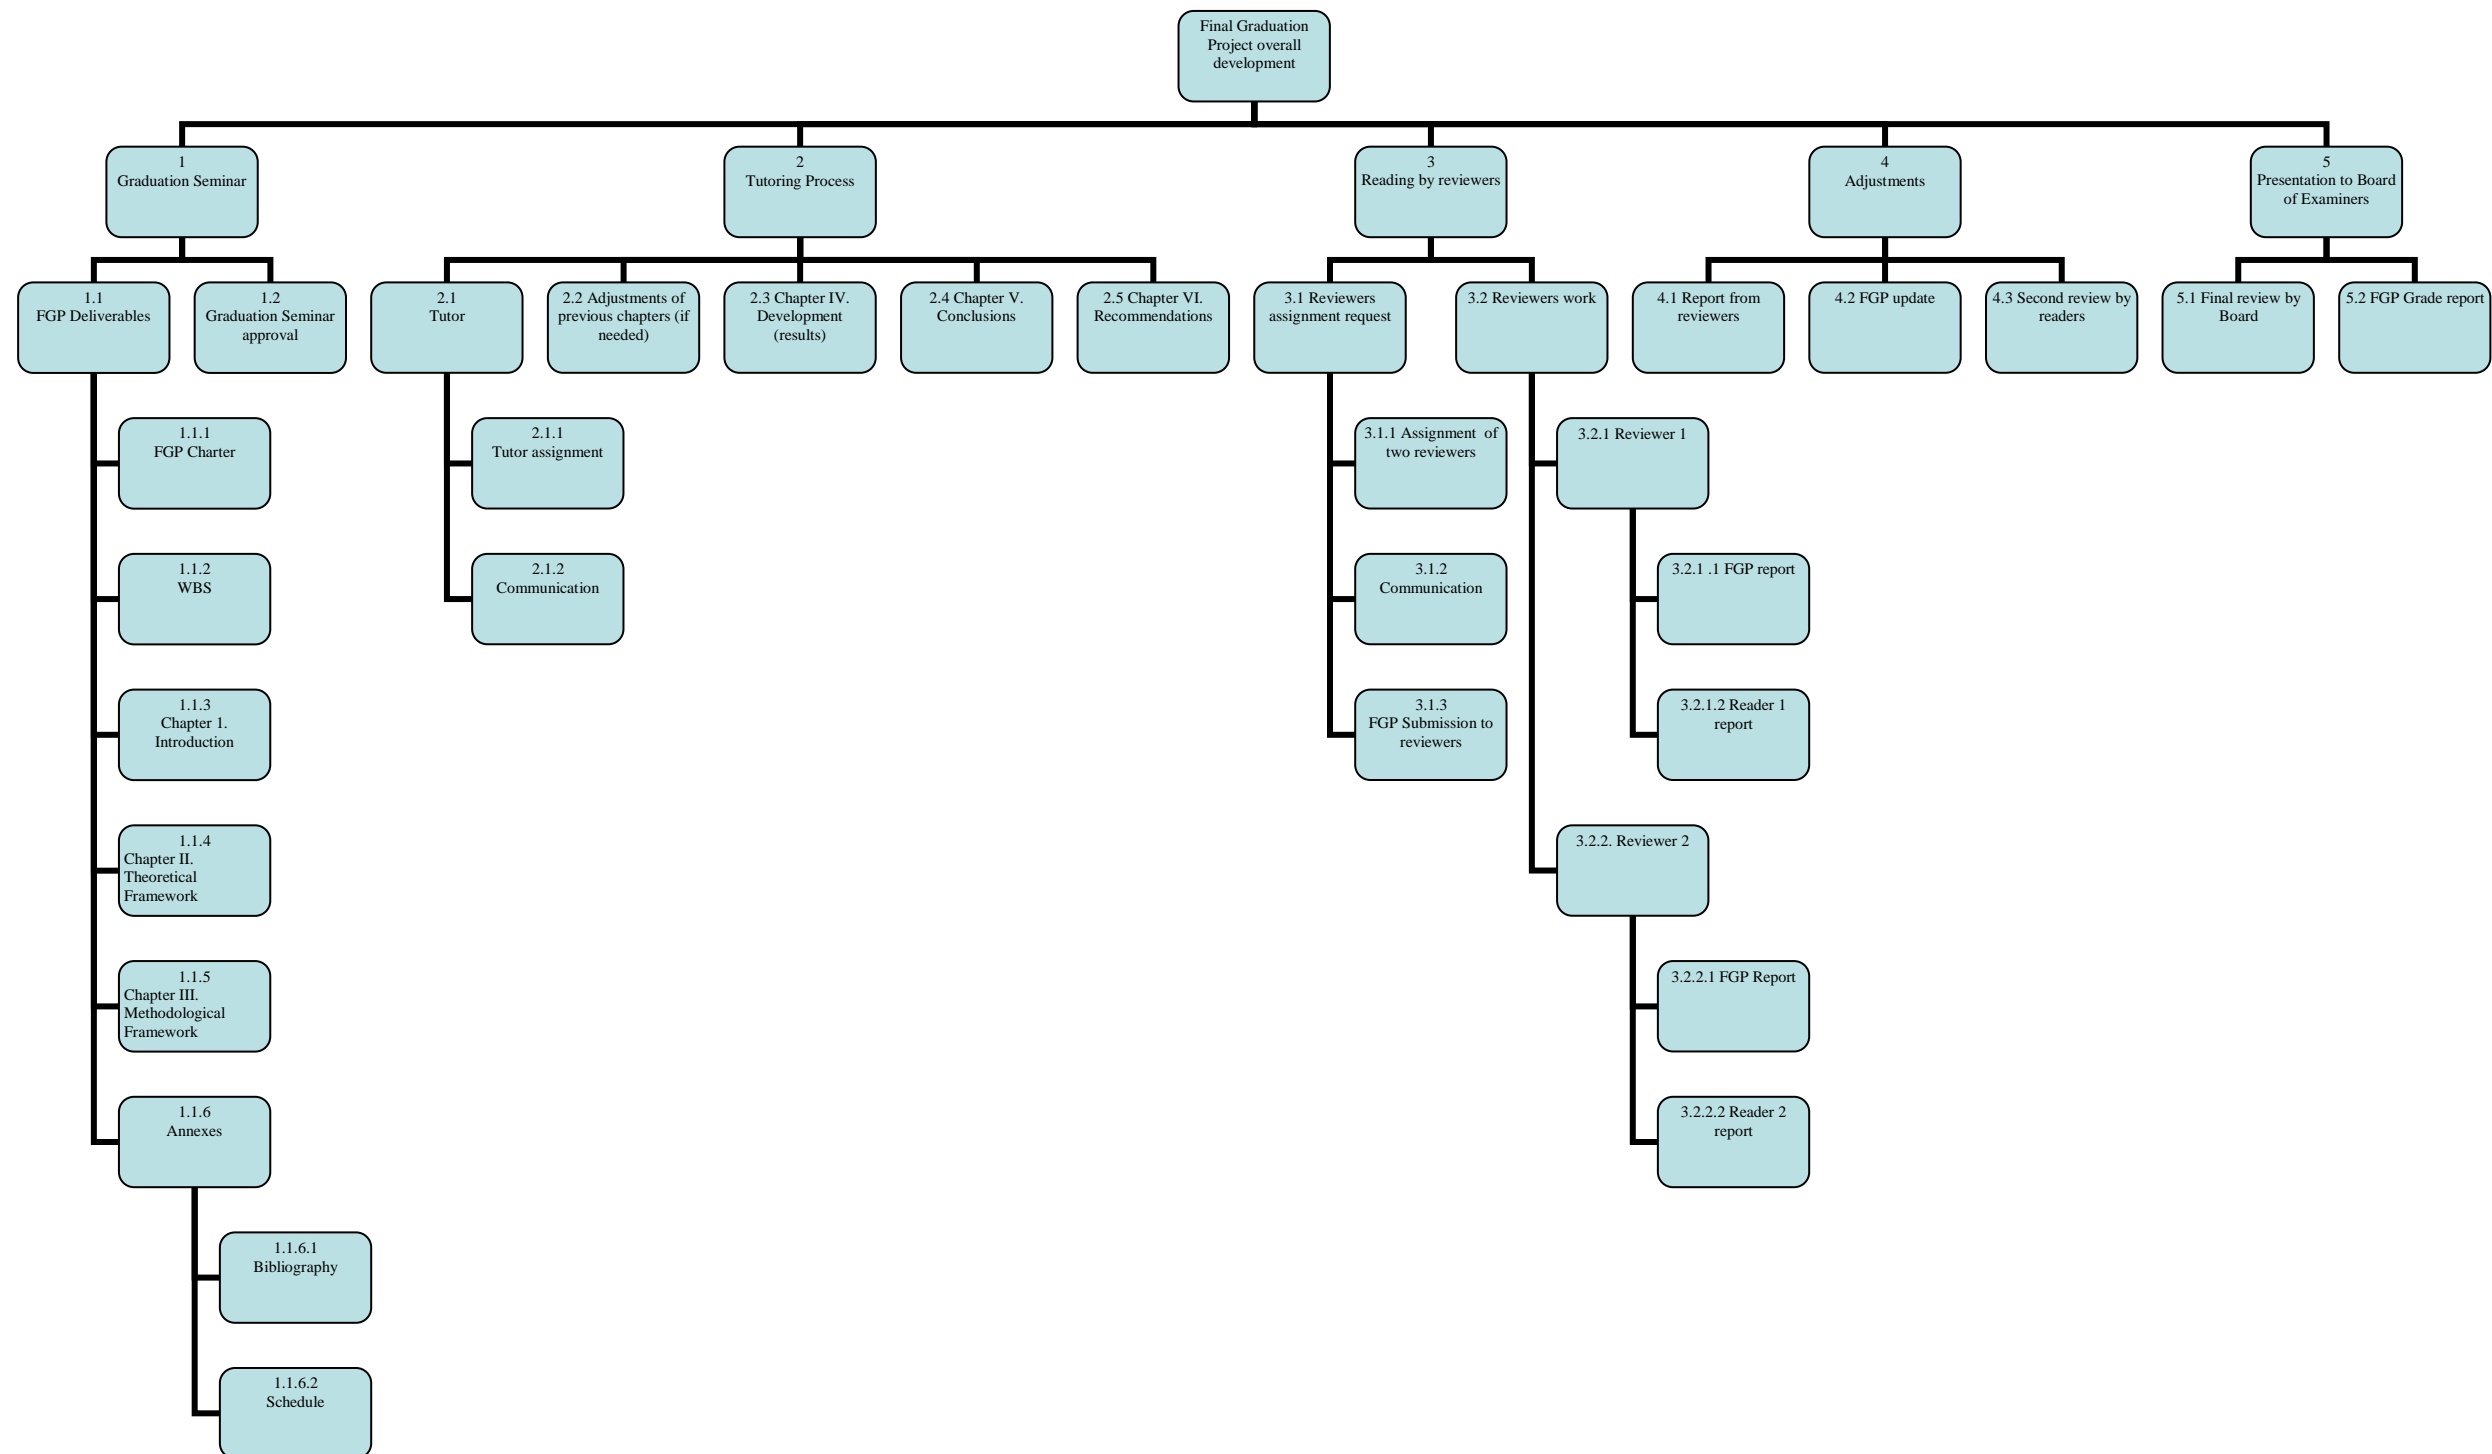 Final Graduation
Project overall
development
1
Graduation Seminar
2
Tutoring Process
3
Reading by reviewers
4
Adjustments
5
Presentation to Board
of Examiners
1.1
FGP Deliverables
1.2
Graduation Seminar
approval
2.1
Tutor
2.2 Adjustments of
previous chapters (if
needed)
2.3 Chapter IV.
Development
(results)
2.4 Chapter V.
Conclusions
2.5 Chapter VI.
Recommendations
3.1 Reviewers
assignment request
3.2 Reviewers work
4.1 Report from
reviewers
4.2 FGP update
4.3 Second review by
readers
5.1 Final review by
Board
5.2 FGP Grade report
1.1.1
FGP Charter
1.1.2
WBS
1.1.3
Chapter 1.
Introduction
1.1.4
Chapter II.
Theoretical
Framework
1.1.5
Chapter III.
Methodological
Framework
1.1.6
Annexes
1.1.6.1
Bibliography
1.1.6.2
Schedule
2.1.1
Tutor assignment
2.1.2
Communication
3.1.1 Assignment  of
two reviewers
3.1.2
Communication
3.1.3
FGP Submission to
reviewers
3.2.1 Reviewer 1
3.2.1 .1 FGP report
3.2.1.2 Reader 1
report
3.2.2. Reviewer 2
3.2.2.1 FGP Report
3.2.2.2 Reader 2
report